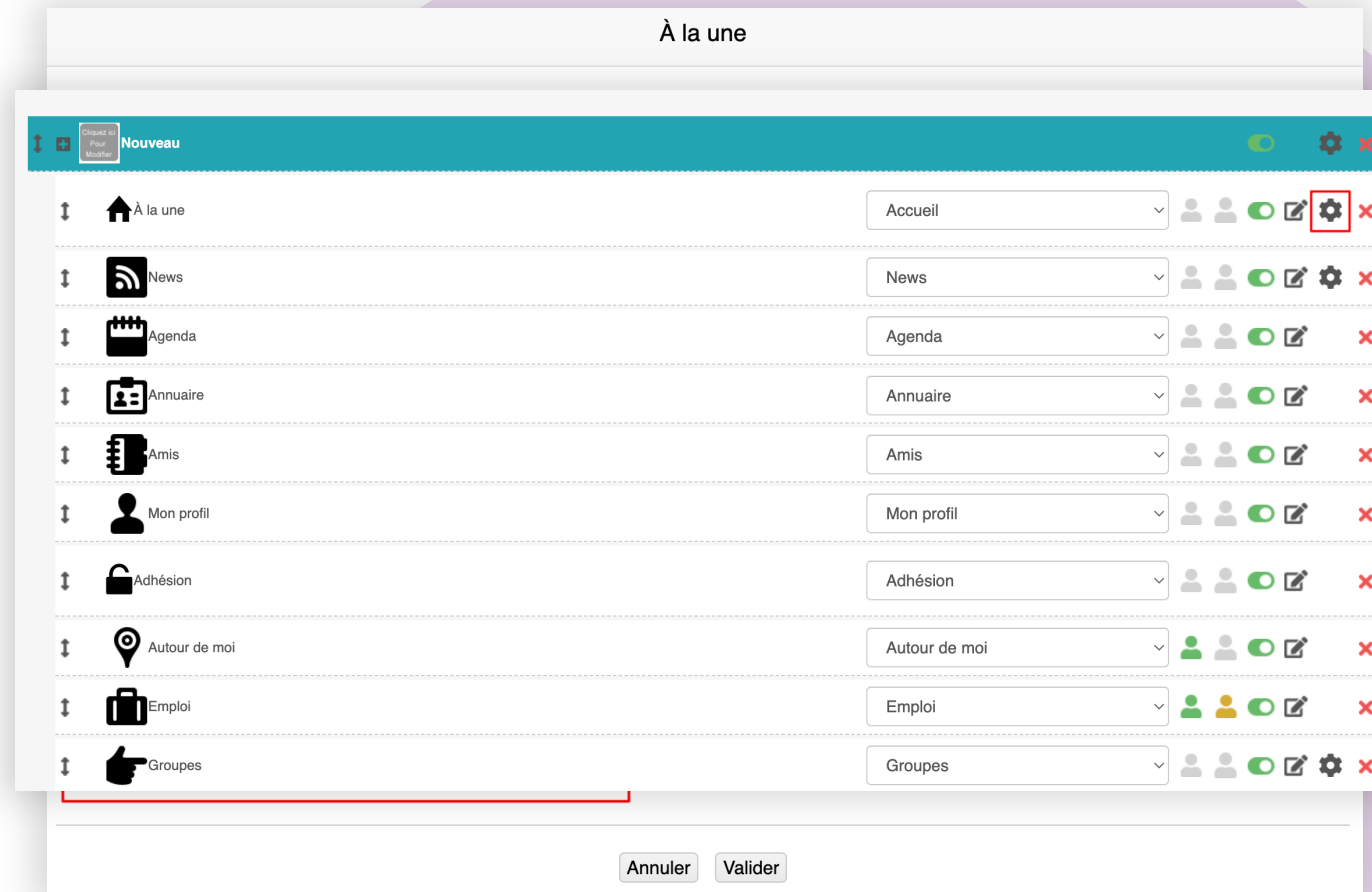 À la une
Cliquez ici
Pour
Modifier
Nouveau
À la une Accueil
News News
Agenda Agenda
Annuaire Annuaire
Amis Amis
Mon profil Mon profil
Adhésion Adhésion
Autour de moi Autour de moi
Emploi Emploi
Groupes Groupes
Annuler Valider